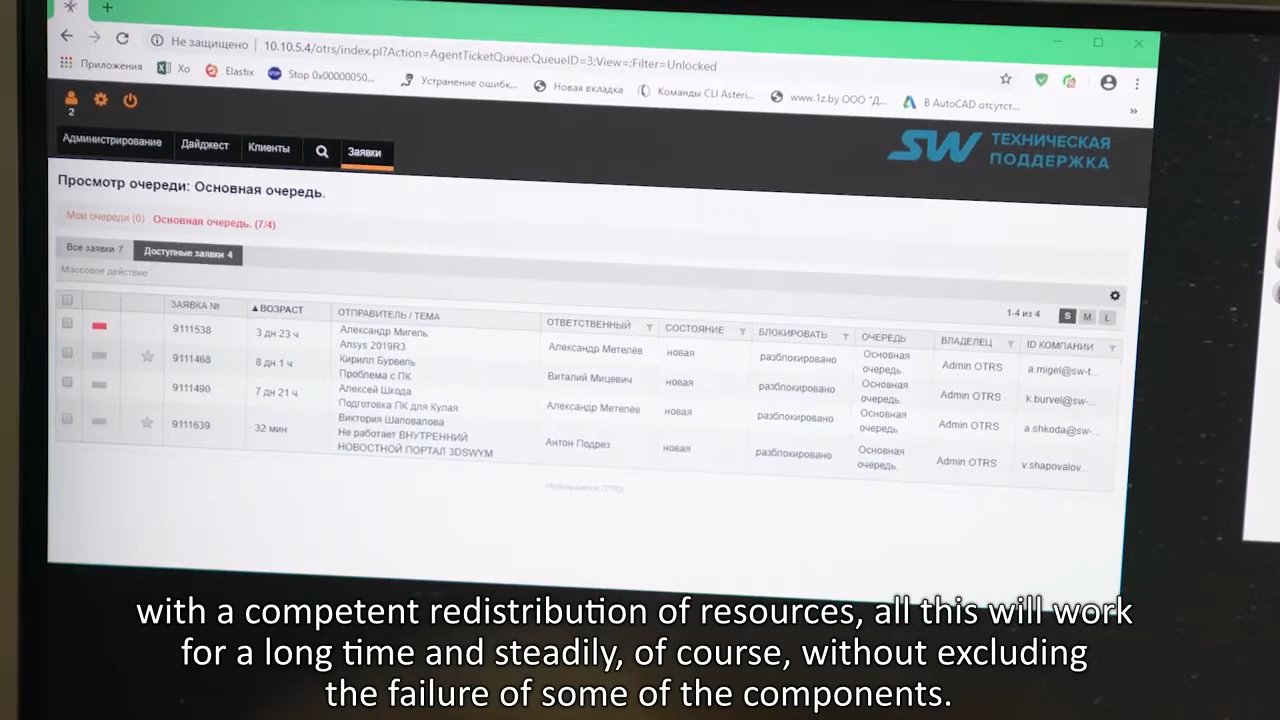 Не защищено 10.10.5.4/otrs/index.pl?Action=AgentTicketQueue;QueueID=3;View=;Filter=Unlocked
Приложения Xo Elastix Stop 0x00000050... Устранение ошибк... Новая вкладка Команды CLI Asteri... www.1z.by ООО "Д... В AutoCAD отсутст... »
2
Администрирование Дайджест Клиенты Заявки
SW ТЕХНИЧЕСКАЯ
ПОДДЕРЖКА
Просмотр очереди: Основная очередь.
Мои очереди (0) Основная очередь. (7/4)
Все заявки 7 Доступные заявки 4
Массовое действие
1-4 из 4 S M L
ЗАЯВКА № ▲ВОЗРАСТ ОТПРАВИТЕЛЬ / ТЕМА ОТВЕТСТВЕННЫЙ СОСТОЯНИЕ БЛОКИРОВАТЬ ОЧЕРЕДЬ ВЛАДЕЛЕЦ ID КОМПАНИИ
9111538 3 дн 23 ч Александр Мигель
Ansys 2019R3 Александр Метелёв новая разблокировано Основная
очередь. Admin OTRS a.migel@sw-t...
9111468 8 дн 1 ч Кирилл Бурвель
Проблема с ПК Виталий Мицевич новая разблокировано Основная
очередь. Admin OTRS k.burvel@sw-...
9111490 7 дн 21 ч Алексей Шкода
Подготовка ПК для Кулая Александр Метелёв новая разблокировано Основная
очередь. Admin OTRS a.shkoda@sw-...
9111639 32 мин Виктория Шаповалова
Не работает ВНУТРЕННИЙ
НОВОСТНОЙ ПОРТАЛ 3DSWYM Антон Подрез новая разблокировано Основная
очередь. Admin OTRS v.shapovalov...
Используется OTRS
with a competent redistribution of resources, all this will work
for a long time and steadily, of course, without excluding
the failure of some of the components.